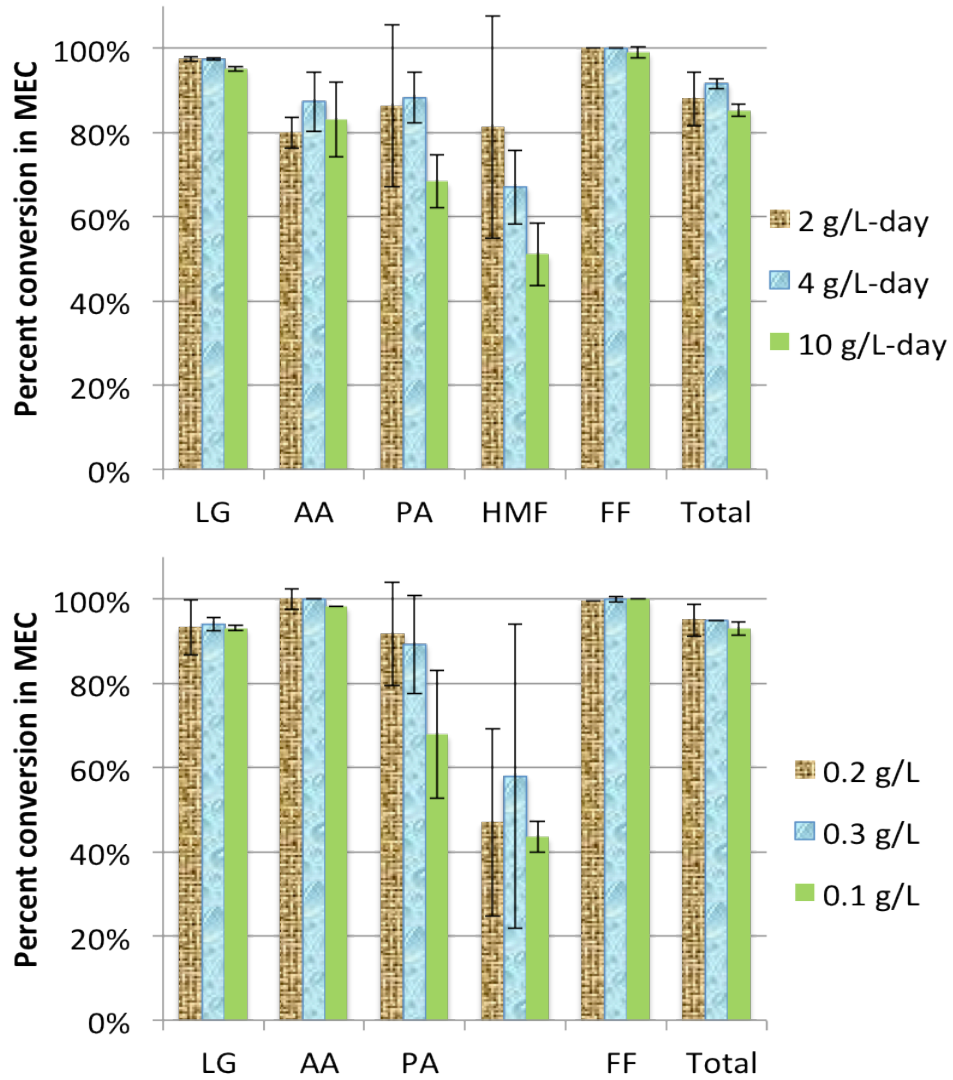 Percent conversion in MEC
100%
80%
60%
40%
20%
0%
LG AA PA HMF FF Total
2 g/L-day
4 g/L-day
10 g/L-day
Percent conversion in MEC
100%
80%
60%
40%
20%
0%
LG AA PA FF Total
0.2 g/L
0.3 g/L
0.1 g/L